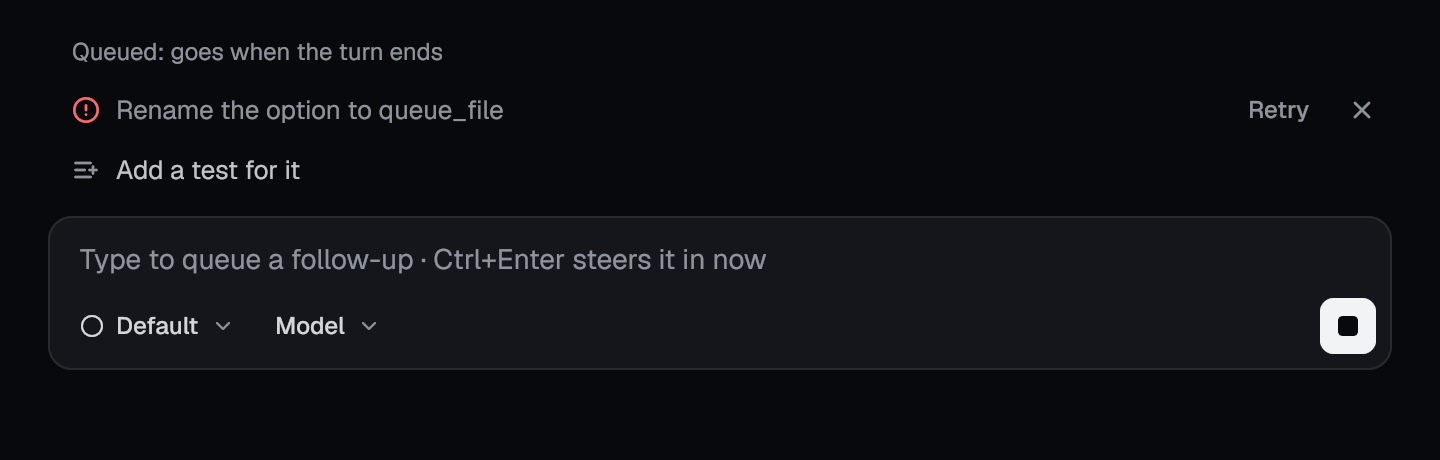 Queued: goes when the turn ends
Rename the option to queue_file Retry
Add a test for it
Type to queue a follow-up · Ctrl+Enter steers it in now
Default Model